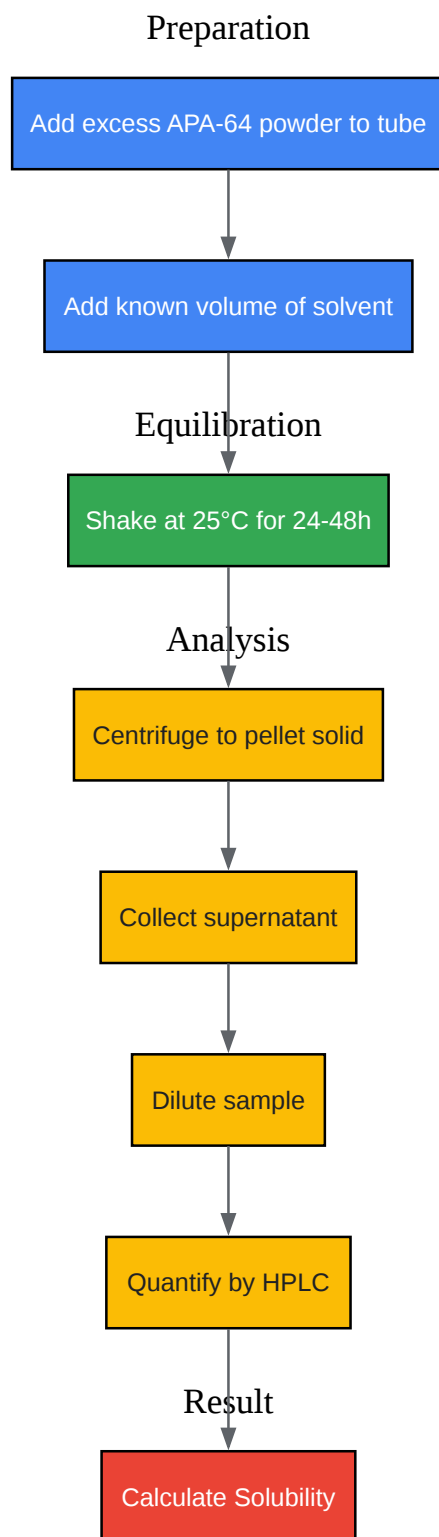 Preparation
Add excess APA-64 powder to tube
Add known volume of solvent
Equilibration
Shake at 25°C for 24-48h
Analysis
Centrifuge to pellet solid
Collect supernatant
Dilute sample
Quantify by HPLC
Result
Calculate Solubility